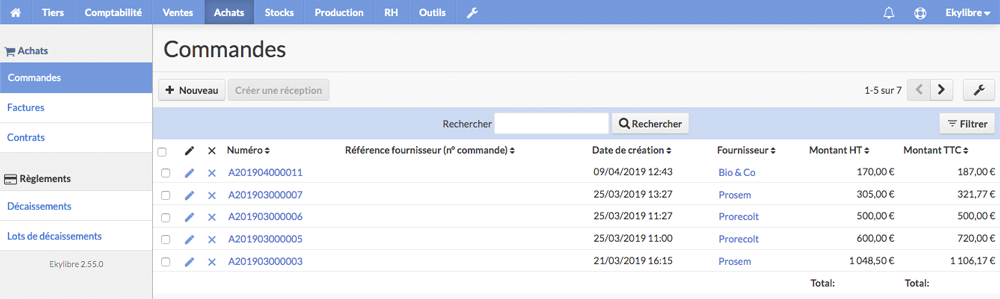 Tiers Comptabilité Ventes Achats Stocks Production RH Outils Ekylibre
Achats
Commandes
Factures
Contrats
Règlements
Décaissements
Lots de décaissements
Ekylibre 2.55.0
Commandes
Nouveau Créer une réception 1-5 sur 7
Rechercher Rechercher Filtrer
Numéro Référence fournisseur (n° commande) Date de création Fournisseur Montant HT Montant TTC
A201904000011 09/04/2019 12:43 Bio & Co 170,00 € 187,00 €
A201903000007 25/03/2019 13:27 Prosem 305,00 € 321,77 €
A201903000006 25/03/2019 11:27 Prorecolt 500,00 € 500,00 €
A201903000005 25/03/2019 11:00 Prorecolt 600,00 € 720,00 €
A201903000003 21/03/2019 16:15 Prosem 1 048,50 € 1 106,17 €
Total: Total: